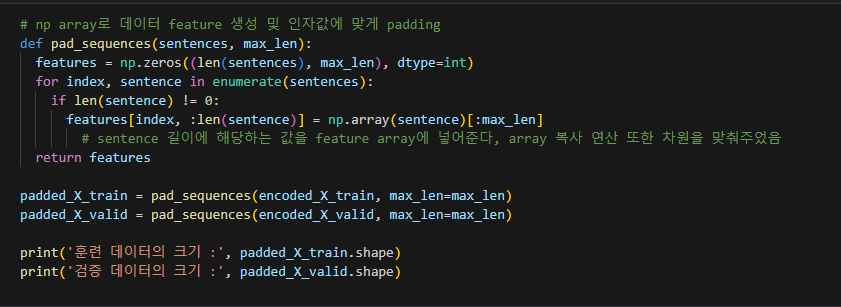 # np array로 데이터 feature 생성 및 인자값에 맞게 padding
def pad_sequences(sentences, max_len):
  features = np.zeros((len(sentences), max_len), dtype=int)
  for index, sentence in enumerate(sentences):
    if len(sentence) != 0:
      features[index, :len(sentence)] = np.array(sentence)[:max_len]
        # sentence 길이에 해당하는 값을 feature array에 넣어준다, array 복사 연산 또한 차원을 맞춰주었음
  return features
padded_X_train = pad_sequences(encoded_X_train, max_len=max_len)
padded_X_valid = pad_sequences(encoded_X_valid, max_len=max_len)
print('훈련 데이터의 크기 :', padded_X_train.shape)
print('검증 데이터의 크기 :', padded_X_valid.shape)